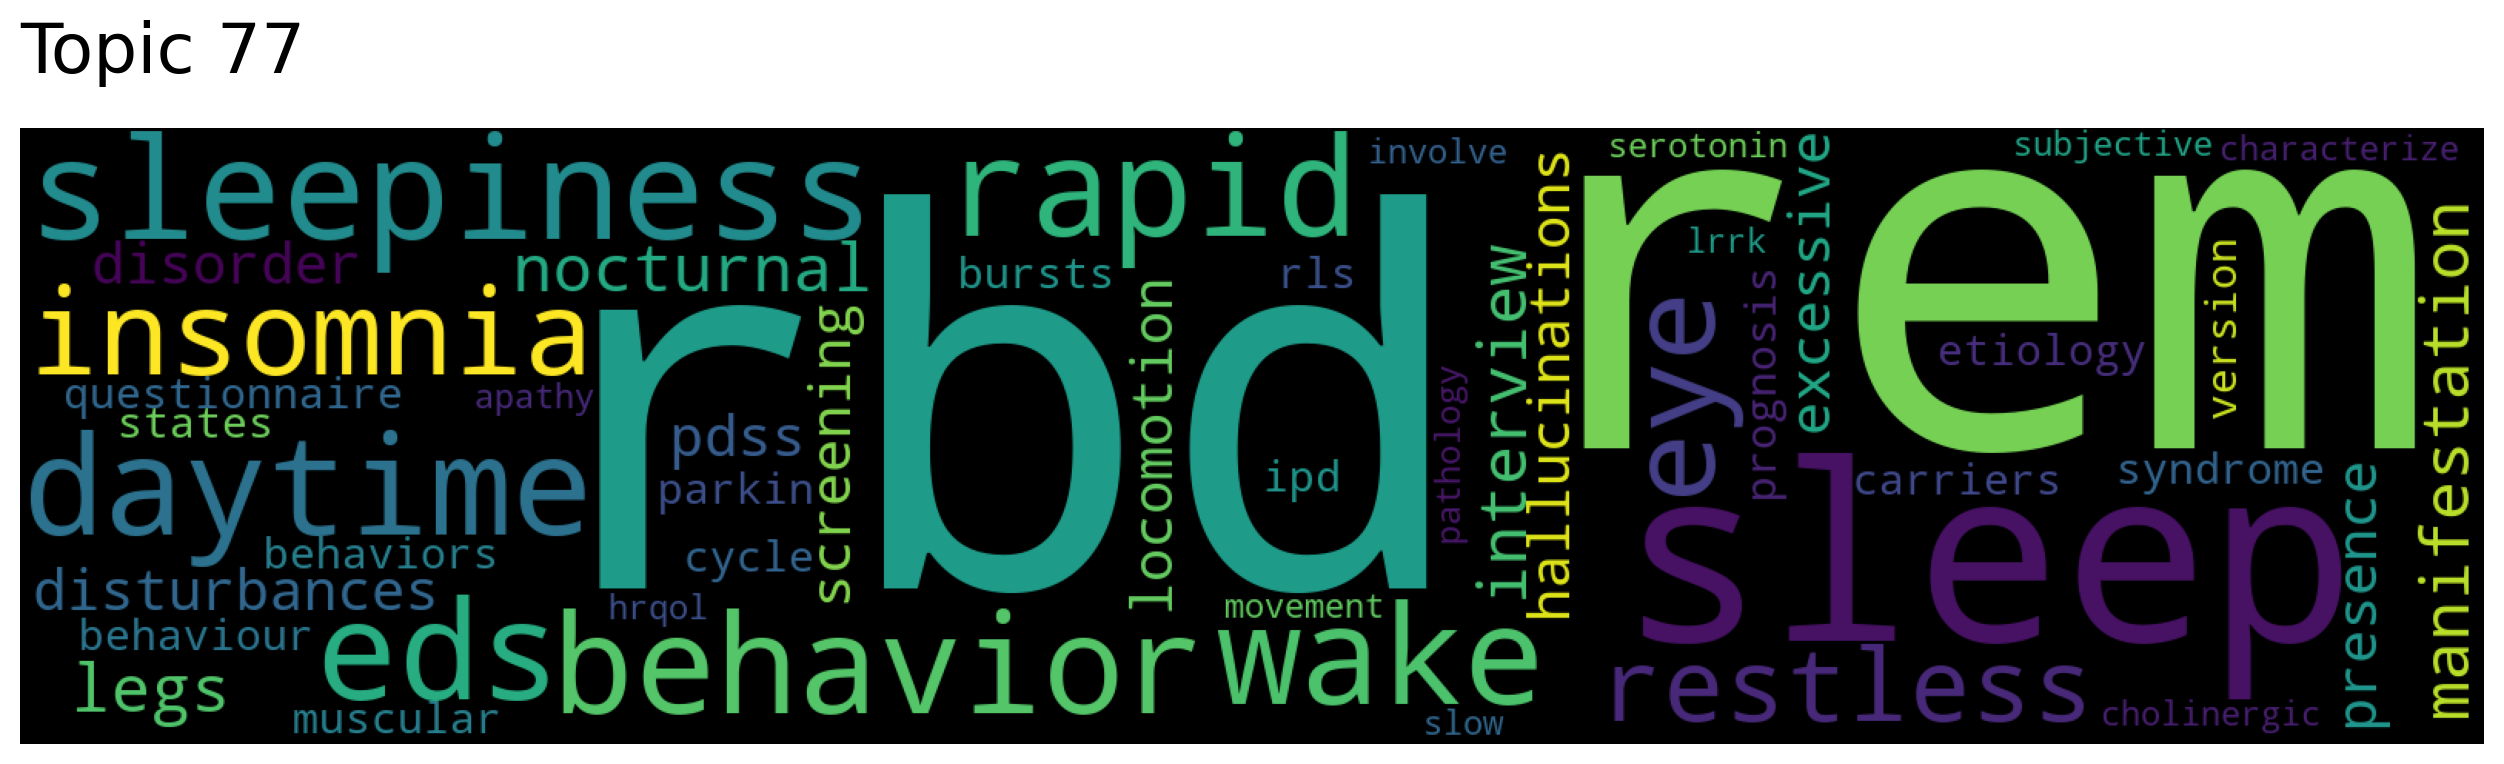 Topic 77
sleepiness
rapid
involve
serotonin
excessive
subjective
characterize
disorder
nocturnal
bursts
rls
hallucinations
rem
lrrk
insomnia
rbd
screening
locomotion
interview
eye
prognosis
etiology
version
manifestation
questionnaire
apathy
states
pdss
parkin
ipd
pathology
daytime
carriers
syndrome
sleep
behaviors
cycle
disturbances
hrqol
movement
presence
behaviour
eds
behavior
wake
legs
restless
muscular
slow
cholinergic